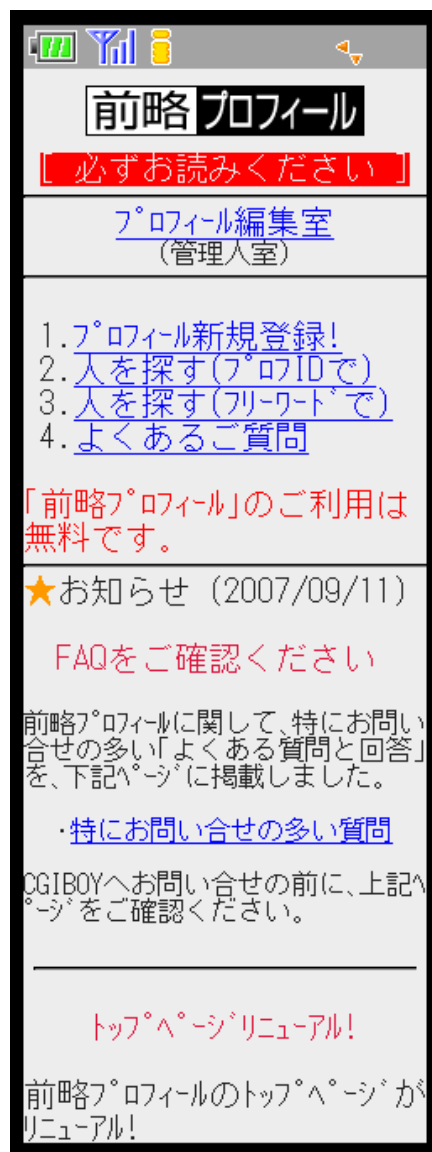 前略プロフィール
[ 必ずお読みください ]
ﾌﾟﾛﾌィｰﾙ編集室
(管理人室)
1.ﾌﾟﾛﾌィｰﾙ新規登録!
2.人を探す(ﾌﾟﾛﾌIDで)
3.人を探す(ﾌﾘｰﾜｰﾄﾞで)
4.よくあるご質問
「前略ﾌﾟﾛﾌィｰﾙ」のご利用は
無料です。
★お知らせ (2007/09/11)
FAQをご確認ください
前略ﾌﾟﾛﾌィｰﾙに関して､特にお問い
合せの多い｢よくある質問と回答｣
を､下記ﾍﾟｰｼﾞに掲載しました。
･特にお問い合せの多い質問
CGIBOYへお問い合せの前に､上記ﾍ
ﾟｰｼﾞをご確認ください。
ﾄｯﾌﾟﾍﾟｰｼﾞﾘﾆｭｰｱﾙ!
前略ﾌﾟﾛﾌィｰﾙのﾄｯﾌﾟﾍﾟｰｼﾞが
ﾘﾆｭｰｱﾙ!